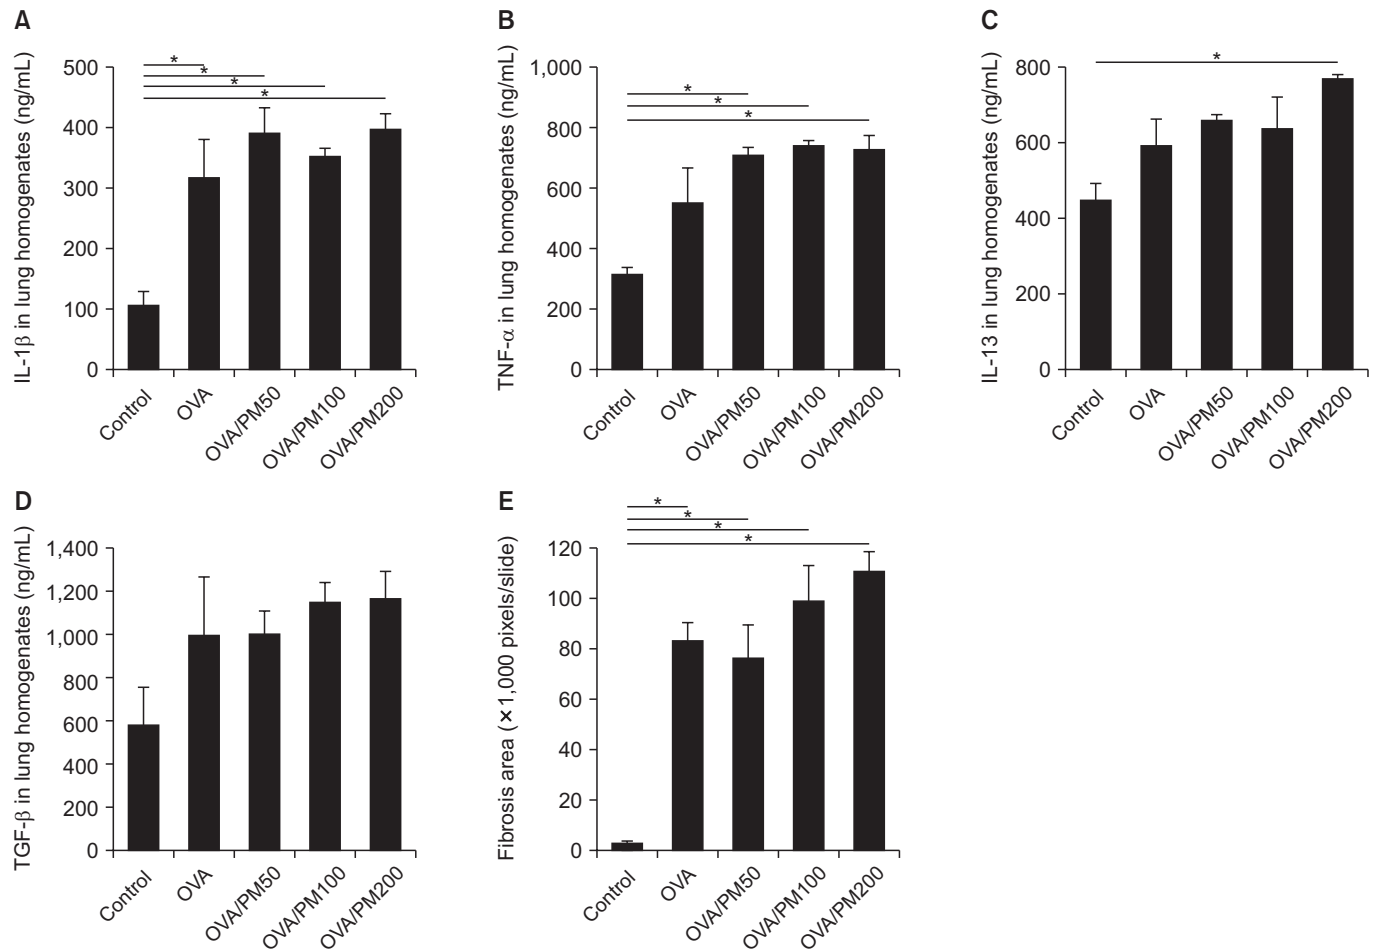 A
IL-1β in lung homogenates (ng/mL)
500
400
300
200
100
0
*
*
*
*
Control
OVA
OVA/PM50
OVA/PM100
OVA/PM200
B
TNF-α in lung homogenates (ng/mL)
1,000
800
600
400
200
0
*
*
*
Control
OVA
OVA/PM50
OVA/PM100
OVA/PM200
C
IL-13 in lung homogenates (ng/mL)
800
600
400
200
0
*
Control
OVA
OVA/PM50
OVA/PM100
OVA/PM200
D
TGF-β in lung homogenates (ng/mL)
1,400
1,200
1,000
800
600
400
200
0
Control
OVA
OVA/PM50
OVA/PM100
OVA/PM200
E
Fibrosis area (×1,000 pixels/slide)
120
100
80
60
40
20
0
*
*
*
*
Control
OVA
OVA/PM50
OVA/PM100
OVA/PM200